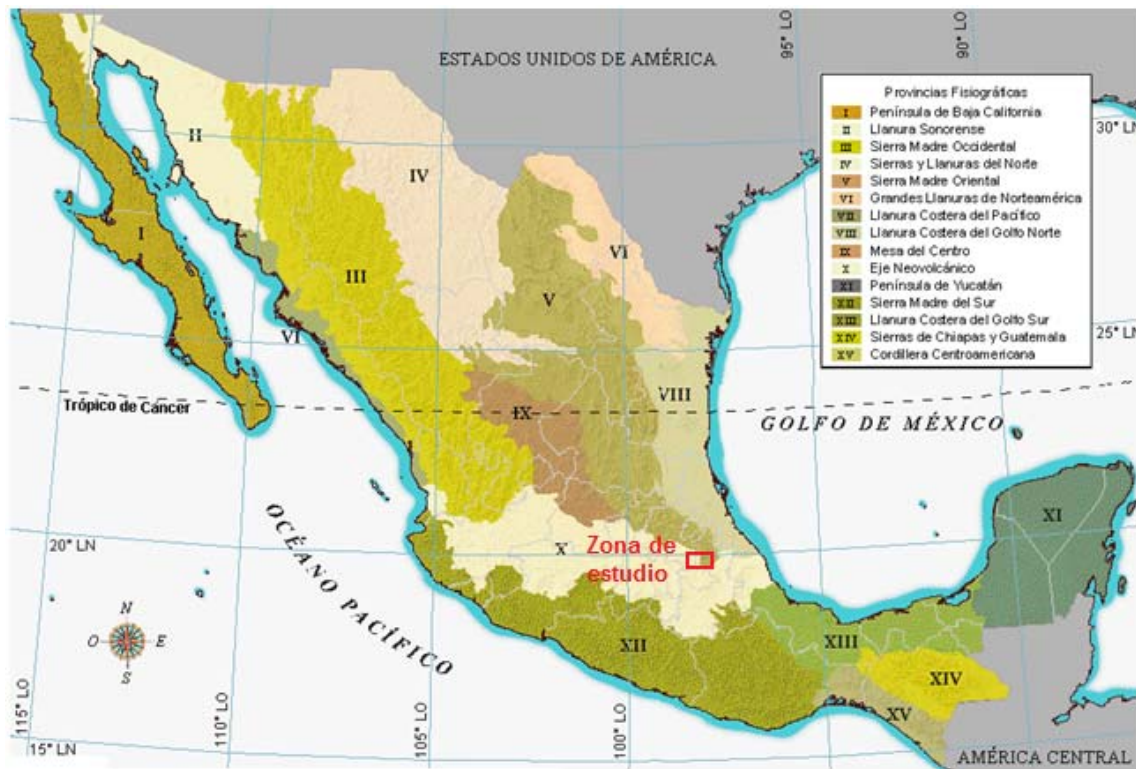 ESTADOS UNIDOS DE AMÉRICA
95° LO
90° LO
Provincias Fisiográficas
I Península de Baja California
II Llanura Sonorense
III Sierra Madre Occidental
IV Sierras y Llanuras del Norte
V Sierra Madre Oriental
VI Grandes Llanuras de Norteamérica
VII Llanura Costera del Pacífico
VIII Llanura Costera del Golfo Norte
IX Mesa del Centro
X Eje Neovolcánico
XI Península de Yucatán
XII Sierra Madre del Sur
XIII Llanura Costera del Golfo Sur
XIV Sierras de Chiapas y Guatemala
XV Cordillera Centroamericana
30° LN
II
IV
I
III
VI
V
25° LN
VI
VIII
Trópico de Cancer
IX
GOLFO DE MÉXICO
XI
OCÉANO PACÍFICO
20° LN
X
Zona de
estudio
N
O E
S
XII
XIII
XIV
XV
115° LO
110° LO
105° LO
100° LO
15° LN
AMÉRICA CENTRAL